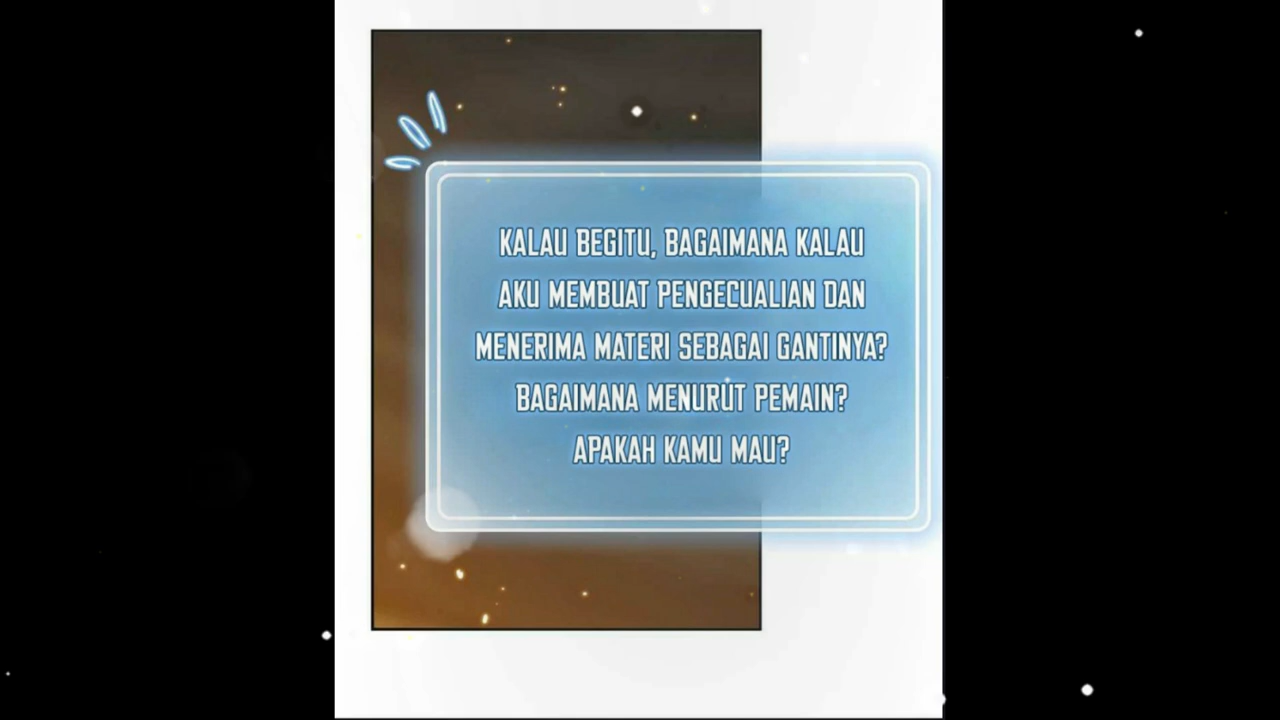 KALAU BEGITU, BAGAIMANA KALAU
AKU MEMBUAT PENGECUALIAN DAN
MENERIMA MATERI SEBAGAI GANTINYA?
BAGAIMANA MENURUT PEMAIN?
APAKAH KAMU MAU?